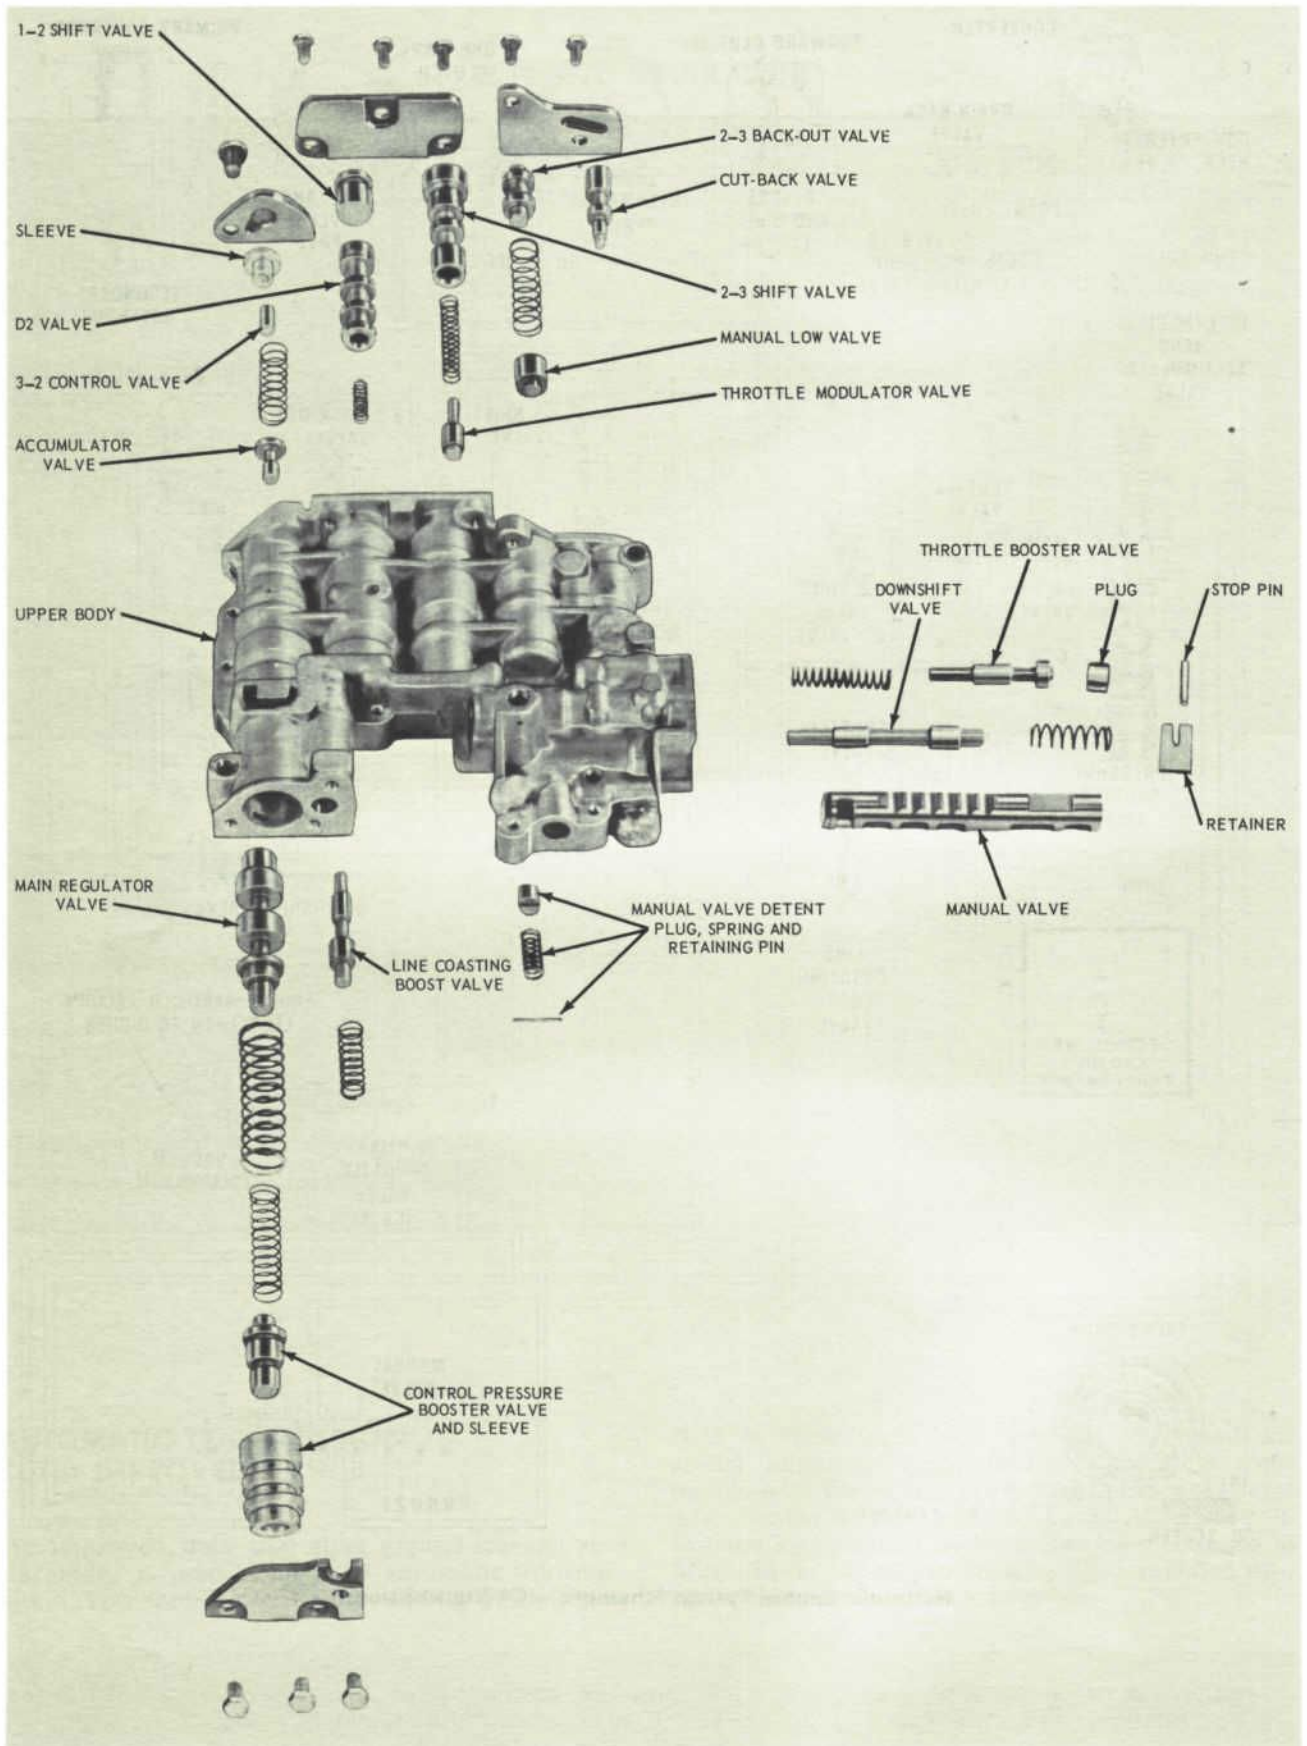 1-2 SHIFT VALVE
2-3 BACK-OUT VALVE
CUT-BACK VALVE
SLEEVE
2-3 SHIFT VALVE
D2 VALVE
MANUAL LOW VALVE
3-2 CONTROL VALVE
THROTTLE MODULATOR VALVE
ACCUMULATOR
VALVE
THROTTLE BOOSTER VALVE
DOWNSHIFT
VALVE
PLUG
STOP PIN
UPPER BODY
RETAINER
MAIN REGULATOR
VALVE
MANUAL VALVE DETENT
PLUG, SPRING AND
RETAINING PIN
MANUAL VALVE
LINE COASTING
BOOST VALVE
CONTROL PRESSURE
BOOSTER VALVE
AND SLEEVE